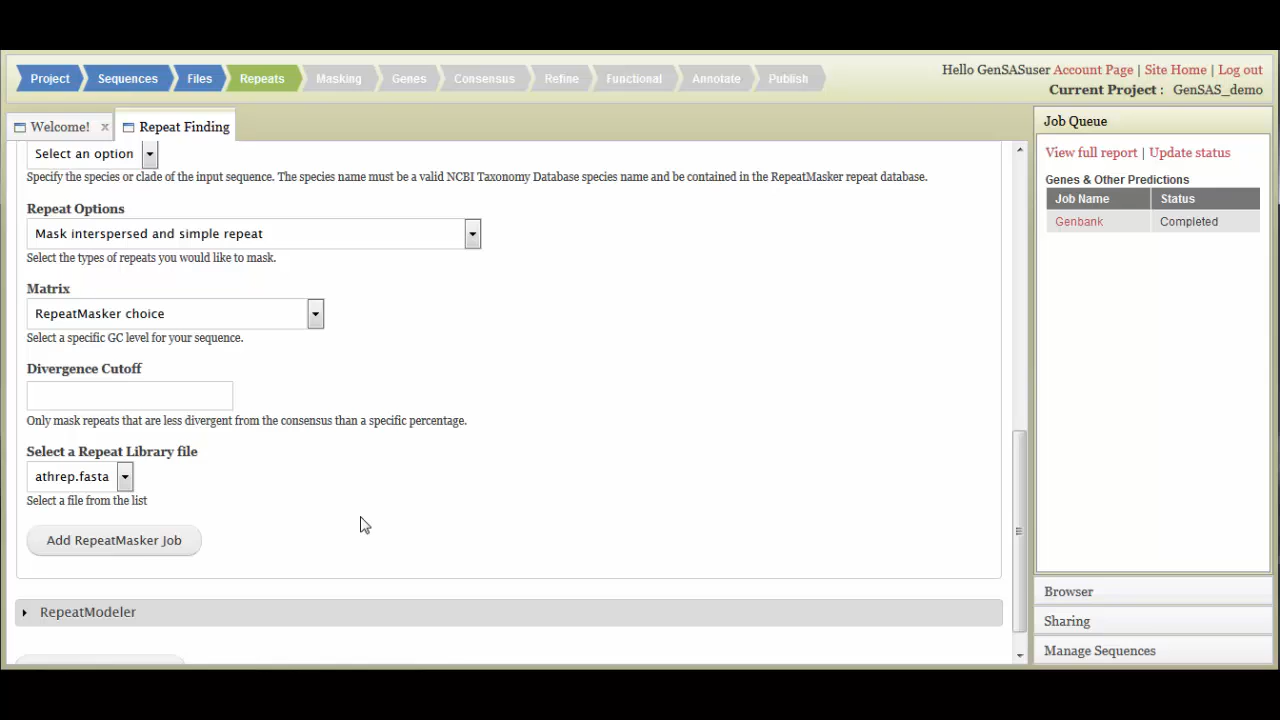 Project Sequences Files Repeats Masking Genes Consensus Refine Functional Annotate Publish
Hello GenSASuser Account Page | Site Home | Log out
Current Project : GenSAS_demo
Welcome! x Repeat Finding
Select an option
Specify the species or clade of the input sequence. The species name must be a valid NCBI Taxonomy Database species name and be contained in the RepeatMasker repeat database.
Repeat Options
Mask interspersed and simple repeat
Select the types of repeats you would like to mask.
Matrix
RepeatMasker choice
Select a specific GC level for your sequence.
Divergence Cutoff
Only mask repeats that are less divergent from the consensus than a specific percentage.
Select a Repeat Library file
athrep.fasta
Select a file from the list
Add RepeatMasker Job
RepeatModeler
Job Queue
View full report | Update status
Genes & Other Predictions
Job Name Status
Genbank Completed
Browser
Sharing
Manage Sequences